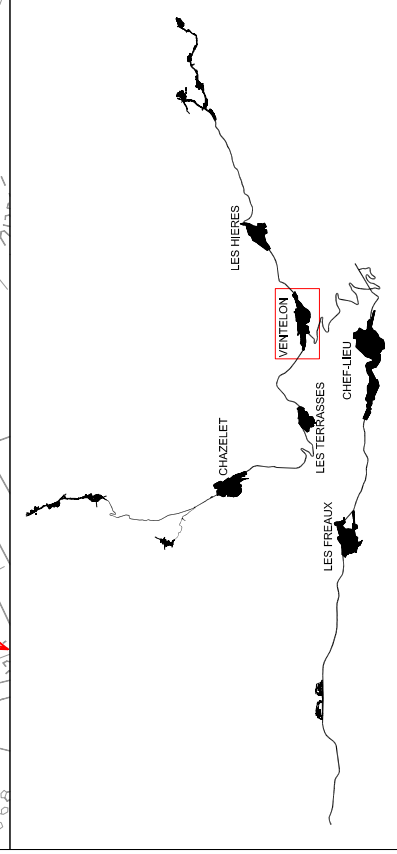 LES HIERES
VENTELON
CHEF-LIEU
LES TERRASSES
CHAZELET
LES FREAUX